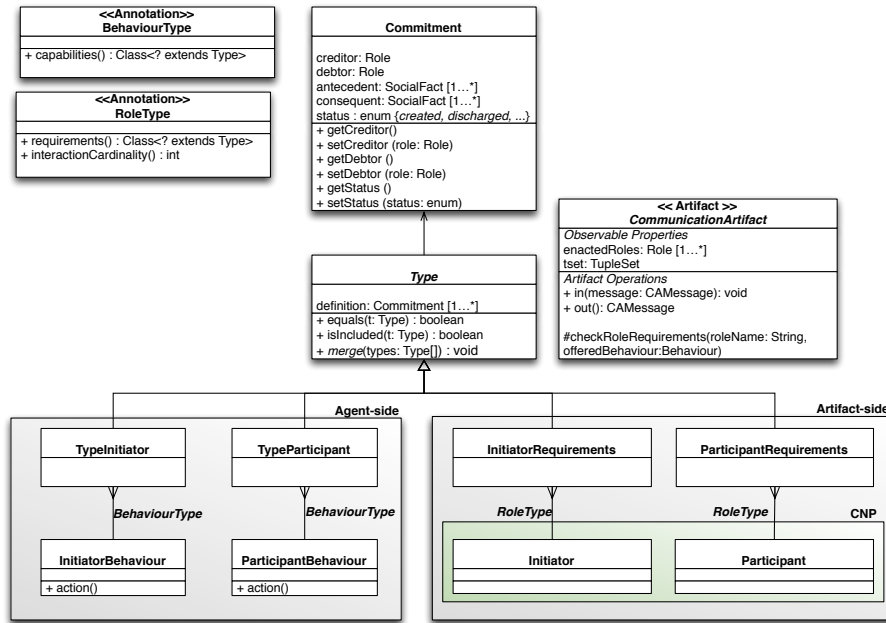 <<Annotation>>
BehaviourType
+ capabilities() : Class<? extends Type>
<<Annotation>>
RoleType
+ requirements() : Class<? extends Type>
+ interactionCardinality() : int
Commitment
creditor: Role
debtor: Role
antecedent: SocialFact [1...*]
consequent: SocialFact [1...*]
status : enum {created, discharged, ...}
+ getCreditor()
+ setCreditor (role: Role)
+ getDebtor ()
+ setDebtor (role: Role)
+ getStatus ()
+ setStatus (status: enum)
<< Artifact >>
CommunicationArtifact
Observable Properties
enactedRoles: Role [1...*]
tset: TupleSet
Artifact Operations
+ in(message: CAMessage): void
+ out(): CAMessage
#checkRoleRequirements(roleName: String,
offeredBehaviour:Behaviour)
Type
definition: Commitment [1...*]
+ equals(t: Type) : boolean
+ isIncluded(t: Type) : boolean
+ merge(types: Type[]) : void
Agent-side
TypeInitiator
TypeParticipant
BehaviourType
BehaviourType
InitiatorBehaviour
+ action()
ParticipantBehaviour
+ action()
Artifact-side
InitiatorRequirements
ParticipantRequirements
RoleType
RoleType
CNP
Initiator
Participant